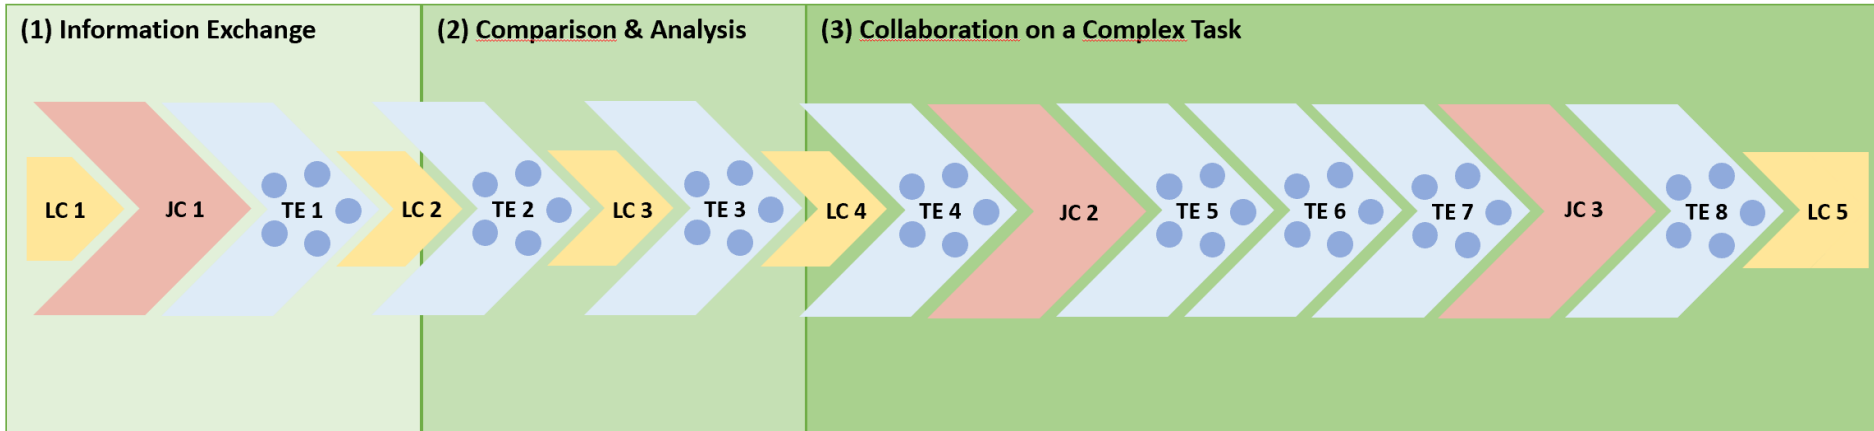 (1) Information Exchange
(2) Comparison & Analysis
(3) Collaboration on a Complex Task
LC 1
JC 1
TE 1
LC 2
TE 2
LC 3
TE 3
LC 4
TE 4
JC 2
TE 5
TE 6
TE 7
JC 3
TE 8
LC 5